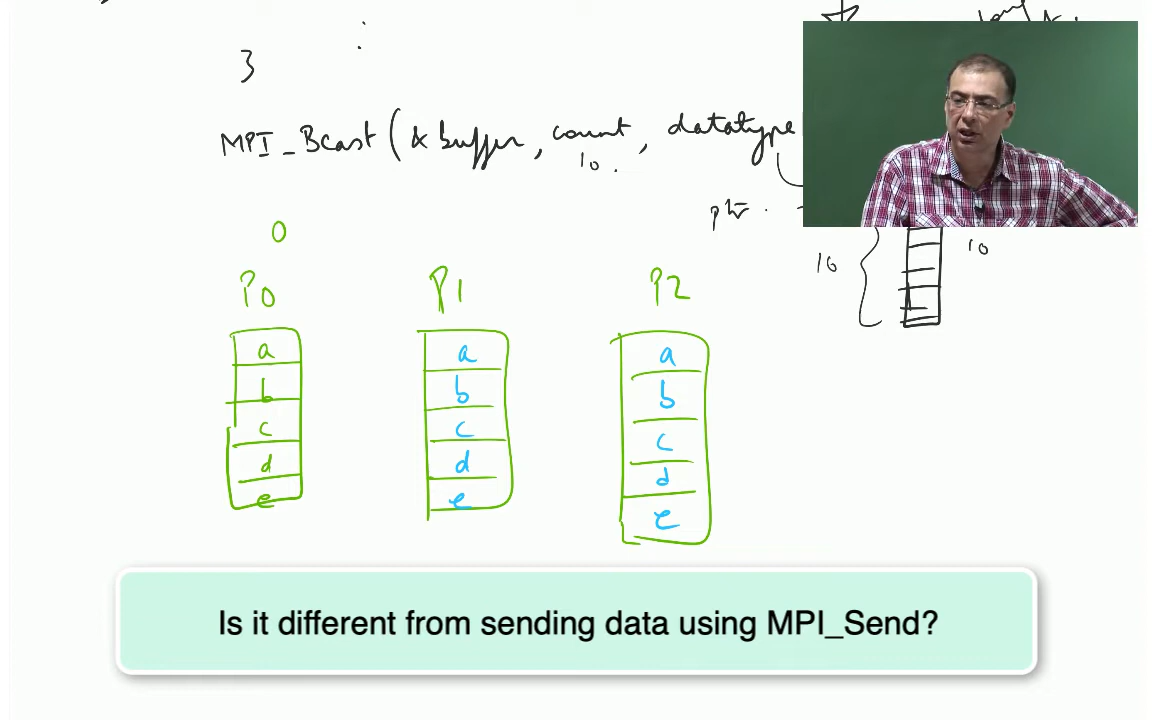 }
MPI_Bcast (& buffer, count, datatype
10.
ptr.
0
10
10
P0 P1 P2
a a a
b b b
c c c
d d d
e e e
Is it different from sending data using MPI_Send?